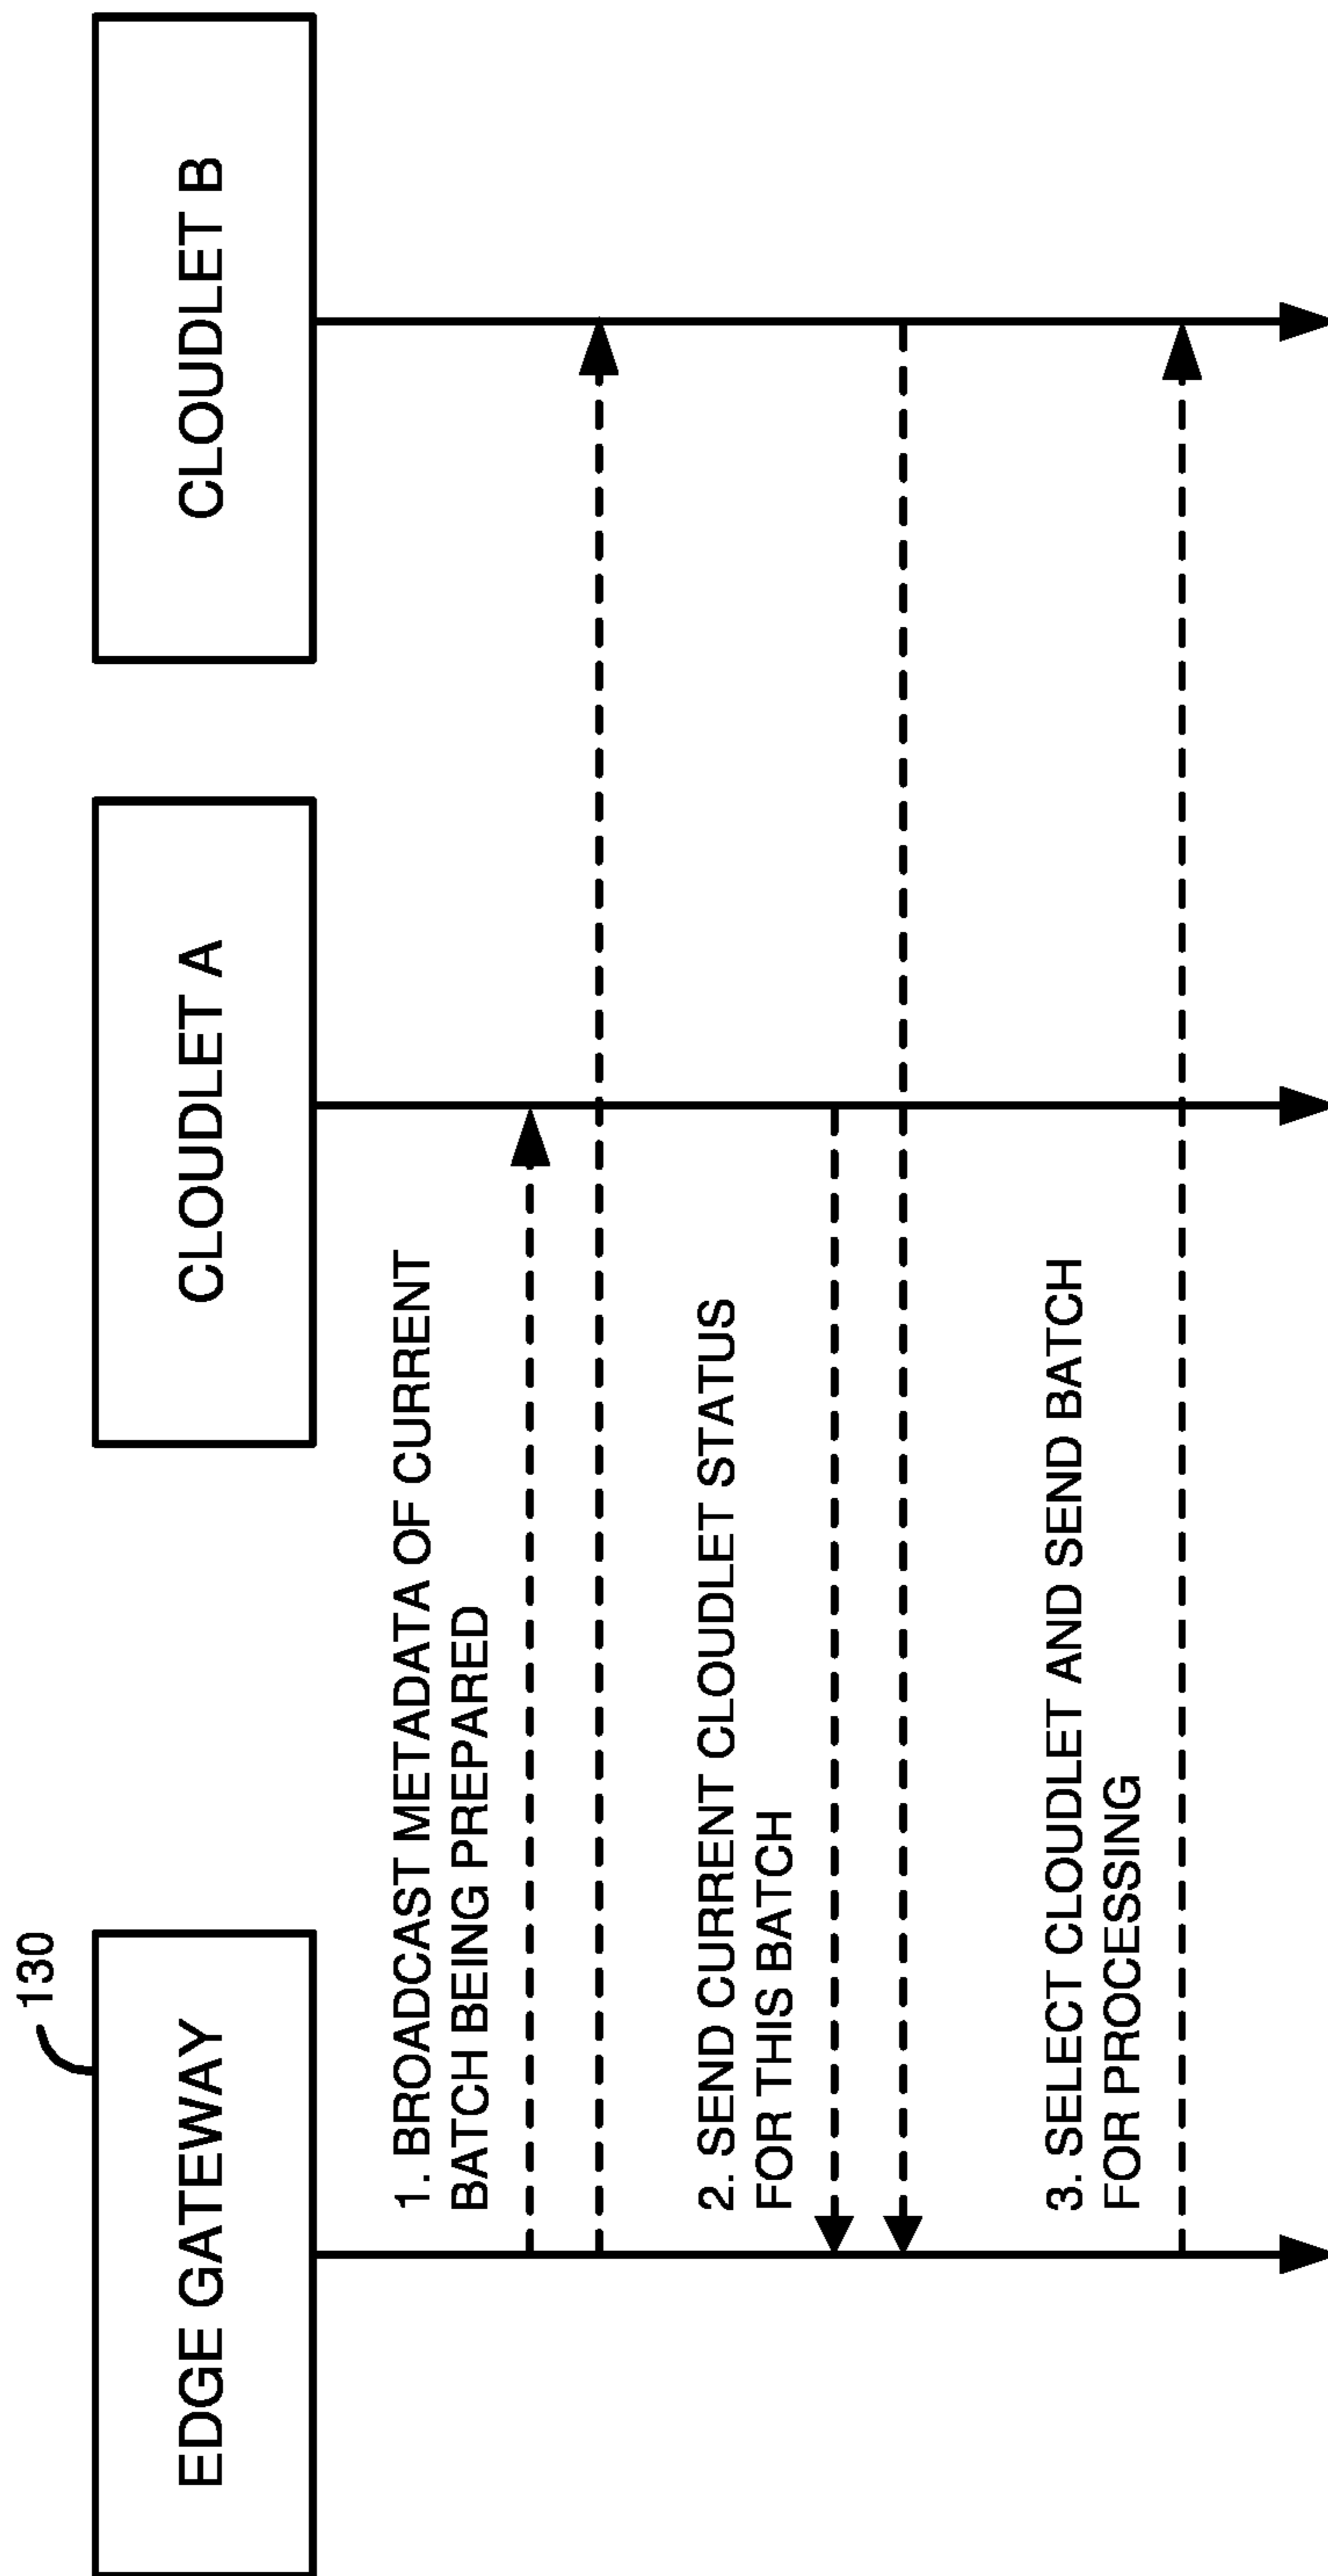 130
EDGE GATEWAY
CLOUDLET A
CLOUDLET B
1. BROADCAST METADATA OF CURRENT
BATCH BEING PREPARED
2. SEND CURRENT CLOUDLET STATUS
FOR THIS BATCH
3. SELECT CLOUDLET AND SEND BATCH
FOR PROCESSING